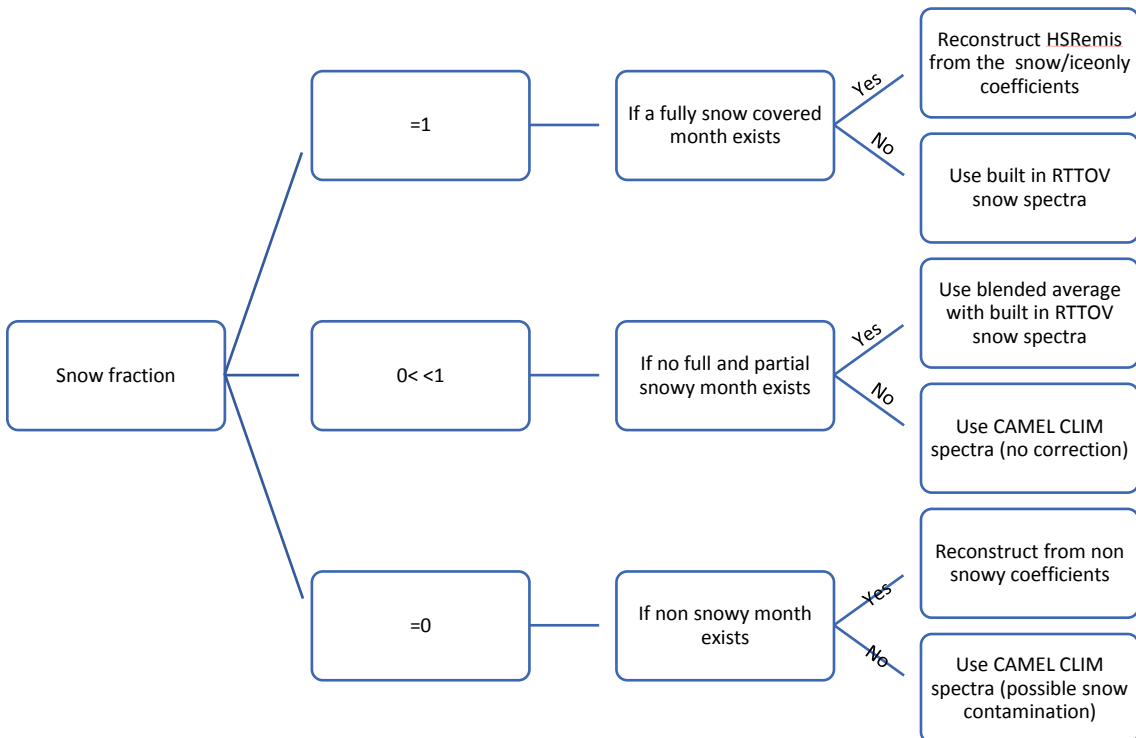 Snow fraction
=1
If a fully snow covered
month exists
Yes
Reconstruct HSRemis
from the snow/iceonly
coefficients
No
Use built in RTTOV
snow spectra
0< <1
If no full and partial
snowy month exists
Yes
Use blended average
with built in RTTOV
snow spectra
No
Use CAMEL CLIM
spectra (no correction)
=0
If non snowy month
exists
Yes
Reconstruct from non
snowy coefficients
No
Use CAMEL CLIM
spectra (possible snow
contamination)